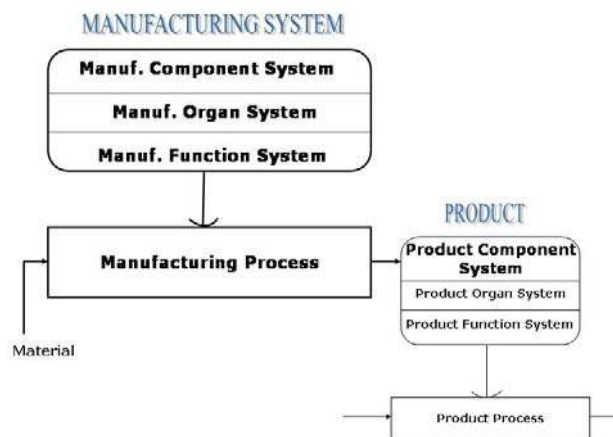 MANUFACTURING SYSTEM
Manuf. Component System
Manuf. Organ System
Manuf. Function System
PRODUCT
Manufacturing Process
Product Component
System
Product Organ System
Product Function System
Material
Product Process